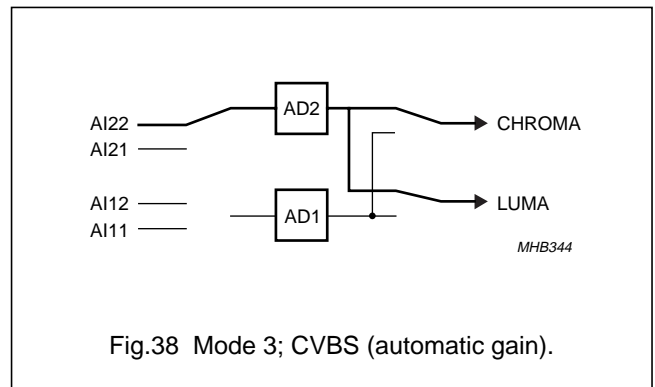 AD2
AI22
CHROMA
AI21
AI12
LUMA
AD1
AI11
MHB344
Fig.38 Mode 3; CVBS (automatic gain).